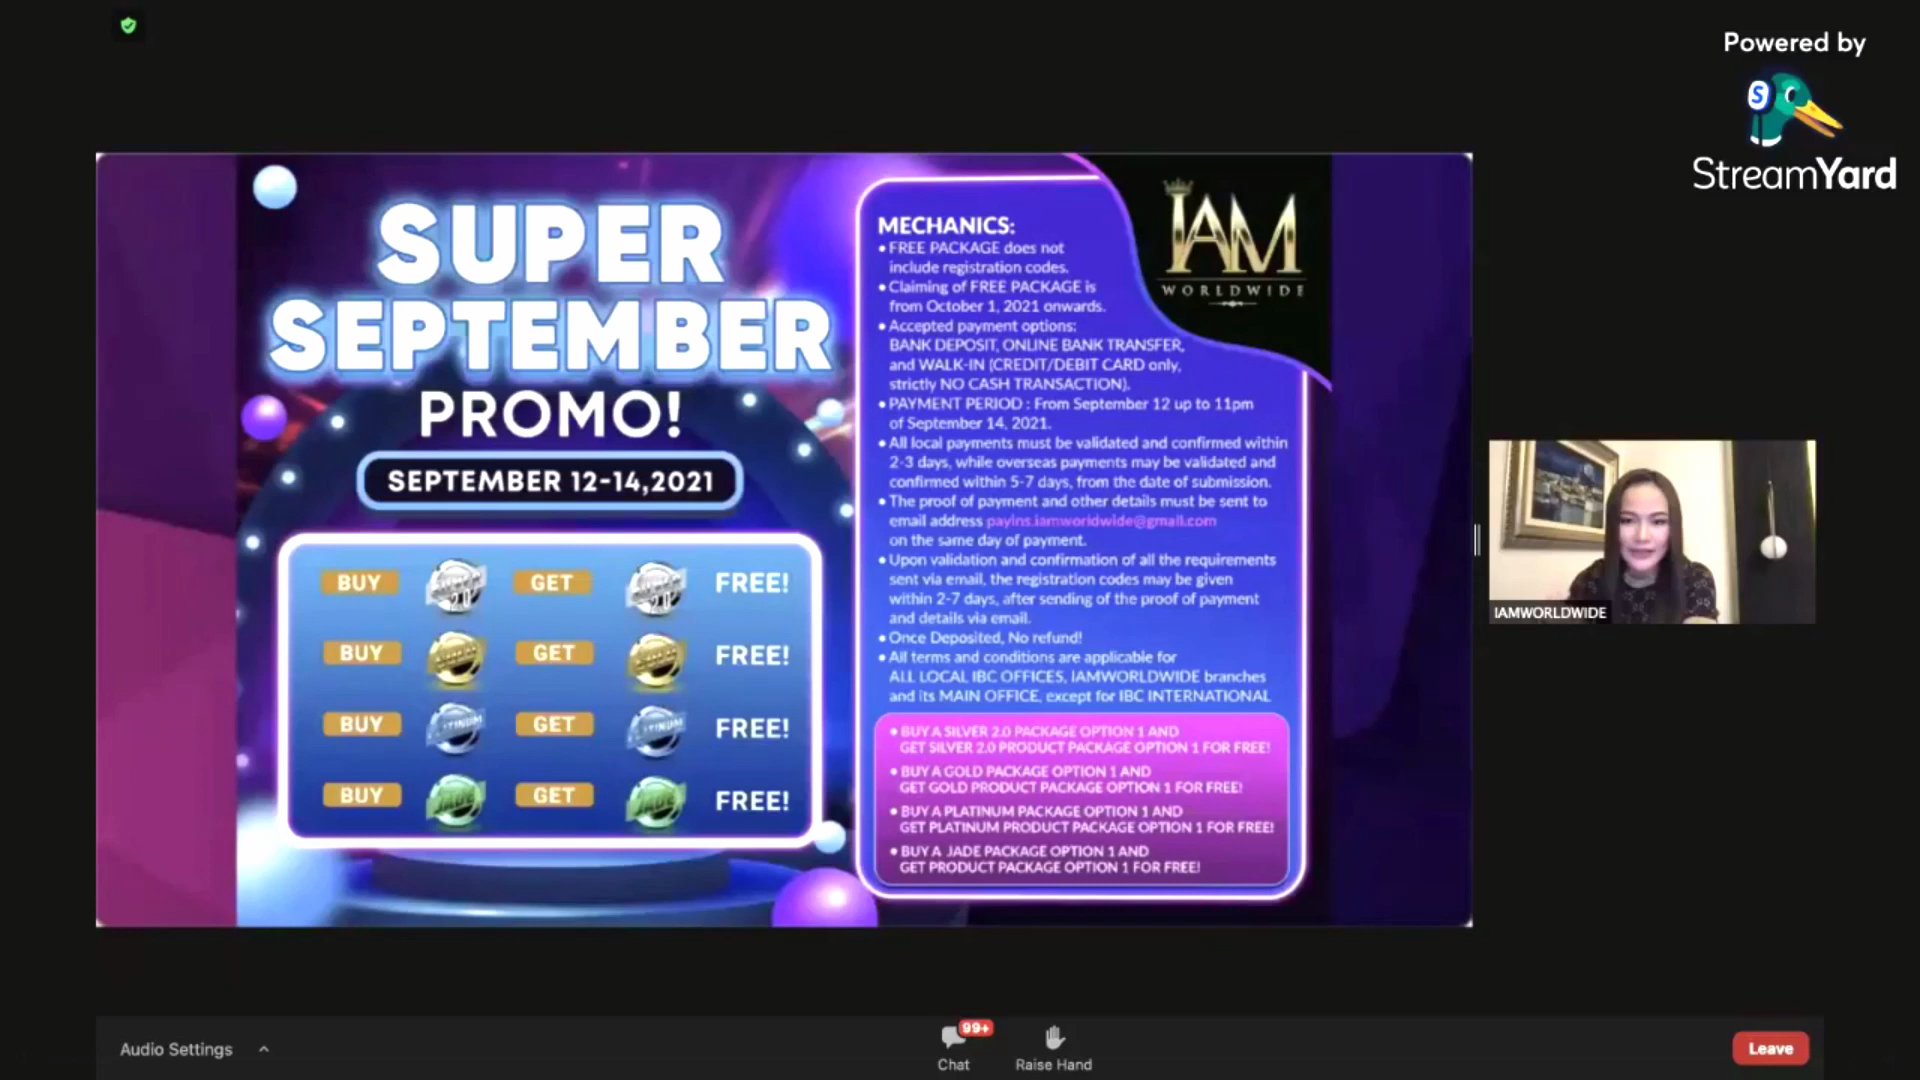 Powered by
StreamYard
SUPER
SEPTEMBER
PROMO!
SEPTEMBER 12-14,2021
BUY GET FREE!
BUY GET FREE!
BUY PLATINUM GET PLATINUM FREE!
BUY JADE GET JADE FREE!
IAM
WORLDWIDE
MECHANICS:
• FREE PACKAGE does not
include registration codes.
• Claiming of FREE PACKAGE is
from October 1, 2021 onwards.
• Accepted payment options:
BANK DEPOSIT, ONLINE BANK TRANSFER,
and WALK-IN (CREDIT/DEBIT CARD only,
strictly NO CASH TRANSACTION).
• PAYMENT PERIOD : From September 12 up to 11pm
of September 14, 2021.
• All local payments must be validated and confirmed within
2-3 days, while overseas payments may be validated and
confirmed within 5-7 days, from the date of submission.
• The proof of payment and other details must be sent to
email address payins.iamworldwide@gmail.com
on the same day of payment.
• Upon validation and confirmation of all the requirements
sent via email, the registration codes may be given
within 2-7 days, after sending of the proof of payment
and details via email.
• Once Deposited, No refund!
• All terms and conditions are applicable for
ALL LOCAL IBC OFFICES, IAMWORLDWIDE branches
and its MAIN OFFICE, except for IBC INTERNATIONAL
• BUY A SILVER 2.0 PACKAGE OPTION 1 AND
GET SILVER 2.0 PRODUCT PACKAGE OPTION 1 FOR FREE!
• BUY A GOLD PACKAGE OPTION 1 AND
GET GOLD PRODUCT PACKAGE OPTION 1 FOR FREE!
• BUY A PLATINUM PACKAGE OPTION 1 AND
GET PLATINUM PRODUCT PACKAGE OPTION 1 FOR FREE!
• BUY A JADE PACKAGE OPTION 1 AND
GET PRODUCT PACKAGE OPTION 1 FOR FREE!
IAMWORLDWIDE
Audio Settings
99+
Chat
Raise Hand
Leave